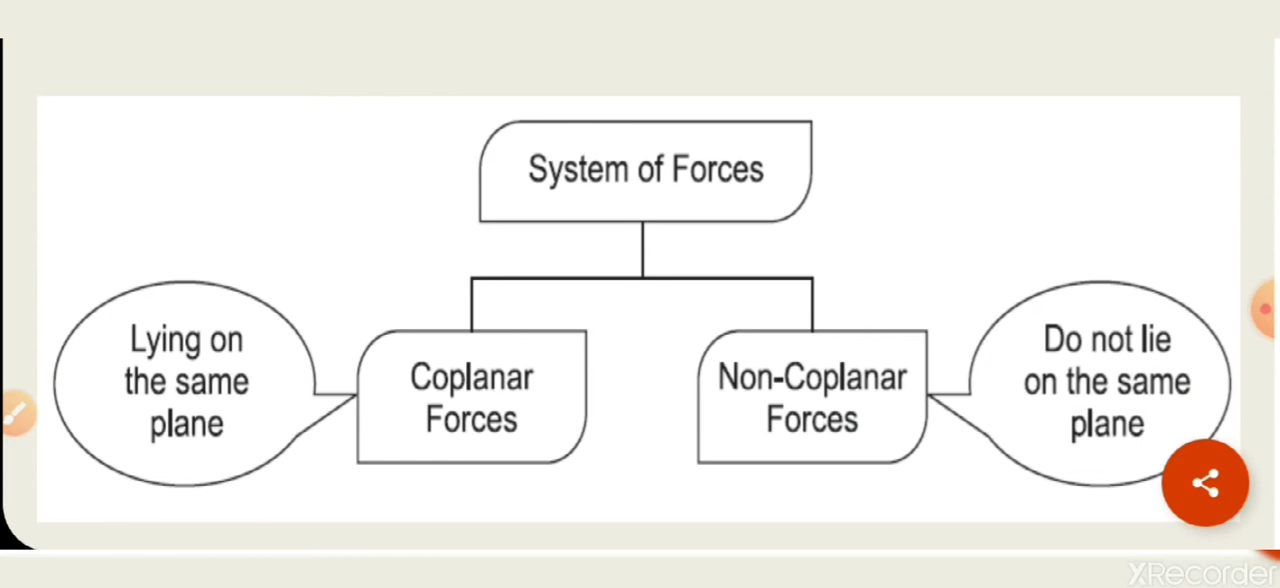 System of Forces
Lying on
the same
plane
Coplanar
Forces
Non-Coplanar
Forces
Do not lie
on the same
plane
XRecorder